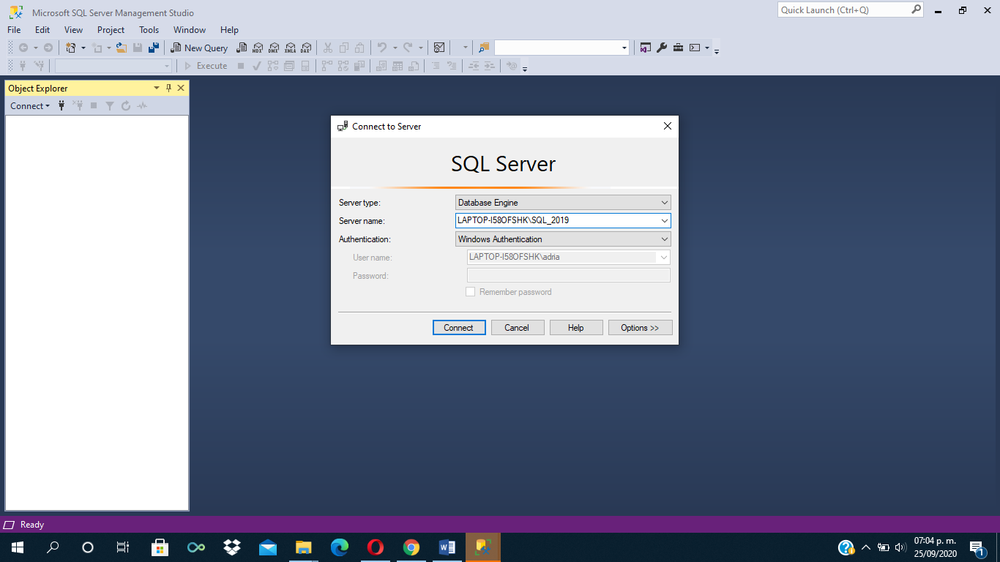 Microsoft SQL Server Management Studio
Quick Launch (Ctrl+Q)
File Edit View Project Tools Window Help
New Query MDX DMX XMLA DAX
Execute
Object Explorer
Connect
Connect to Server
SQL Server
Server type: Database Engine
Server name: LAPTOP-I58OFSHK\SQL_2019
Authentication: Windows Authentication
User name: LAPTOP-I58OFSHK\adria
Password:
Remember password
Connect Cancel Help Options >>
Ready
07:04 p. m.
25/09/2020
1